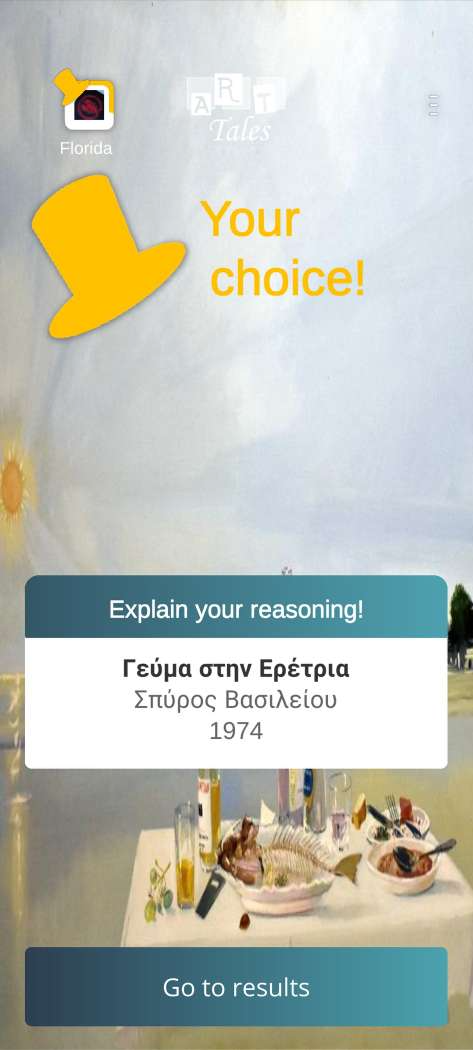 ART
Tales
Florida
Your
choice!
Explain your reasoning!
Γεύμα στην Ερέτρια
Σπύρος Βασιλείου
1974
Go to results